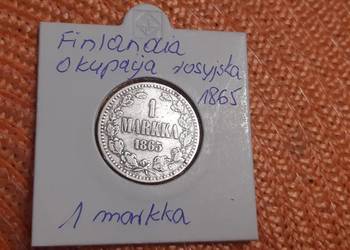 Finlandia
okupacja rosyjska
1865
1
MARKKA
1865
1 markka